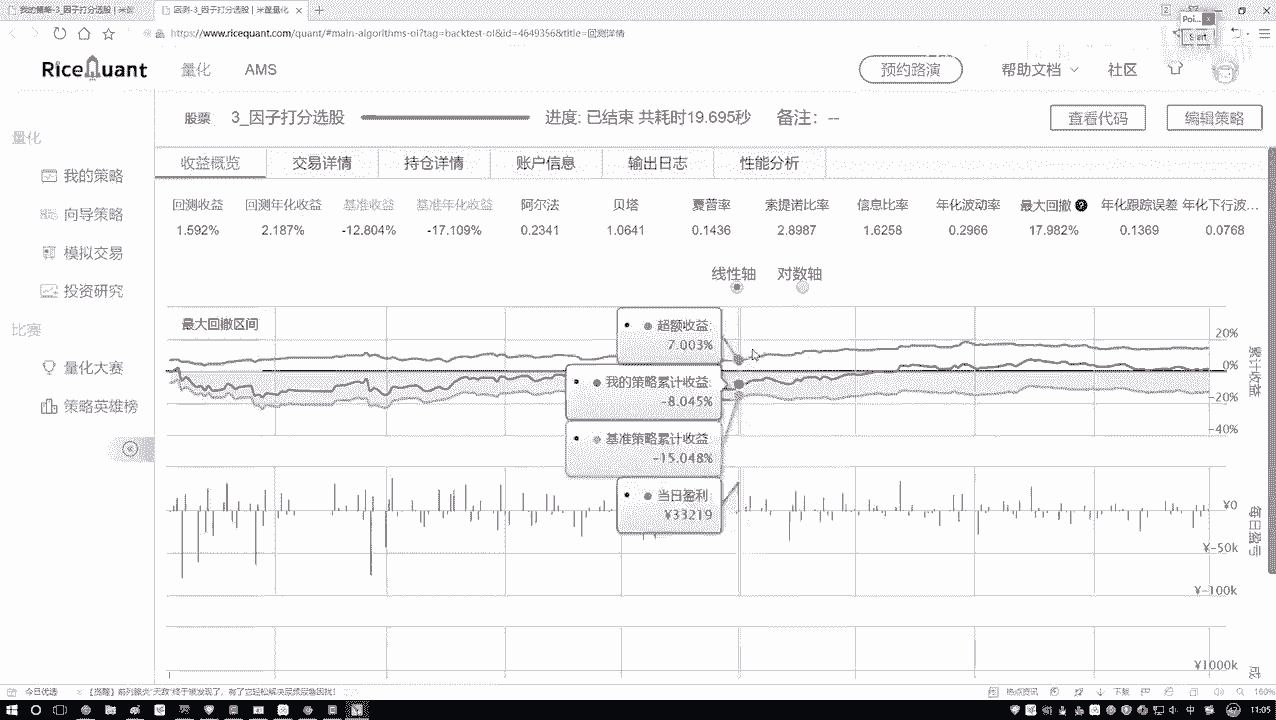 我的策略-3_因子打分选股 | 米筐
回测-3_因子打分选股 | 米筐量化
Poi...
https://www.ricequant.com/quant/#main-algorithms-ol?tag=backtest-ol&id=4649356&title=回测详情
RiceQuant
量化
AMS
预约路演
帮助文档
社区
股票
3_因子打分选股
进度: 已结束 共耗时19.695秒
备注: --
查看代码
编辑策略
量化
我的策略
向导策略
模拟交易
投资研究
比赛
量化大赛
策略英雄榜
收益概览
交易详情
持仓详情
账户信息
输出日志
性能分析
回测收益 回测年化收益 基准收益 基准年化收益 阿尔法 贝塔 夏普率 索提诺比率 信息比率 年化波动率 最大回撤 年化跟踪误差 年化下行波...
1.592% 2.187% -12.804% -17.109% 0.2341 1.0641 0.1436 2.8987 1.6258 0.2966 17.982% 0.1369 0.0768
线性轴 对数轴
最大回撤区间
超额收益:
7.003%
我的策略累计收益:
-8.045%
基准策略累计收益:
-15.048%
当日盈利:
¥33219
20%
0%
-20%
-40%
累计收益
¥0
¥-50k
¥-100k
每日盈亏
¥1000k
成
今日优选
热点资讯
下载
160%
中
11:05